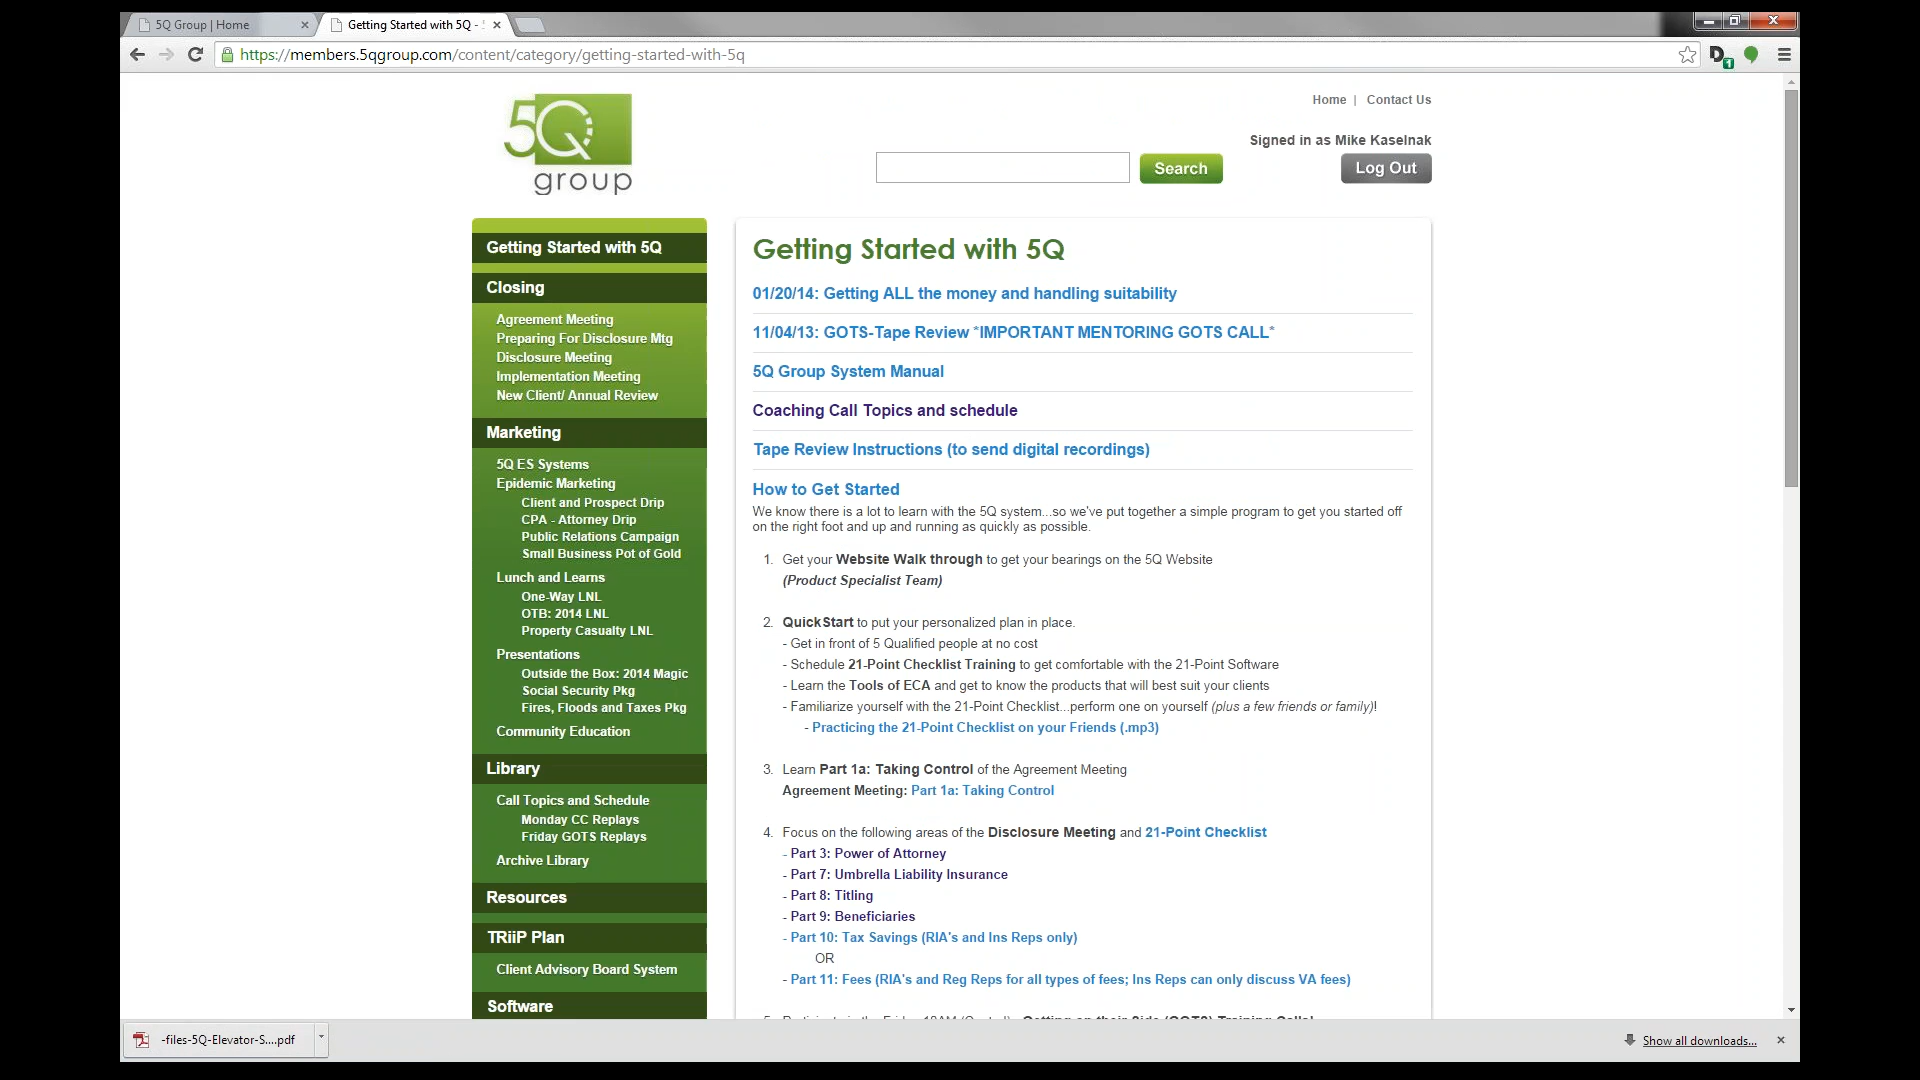 5Q Group | Home
Getting Started with 5Q -
https://members.5qgroup.com/content/category/getting-started-with-5q
D 1
5Q
group
Home | Contact Us
Signed in as Mike Kaselnak
Search
Log Out
Getting Started with 5Q
Closing
Agreement Meeting
Preparing For Disclosure Mtg
Disclosure Meeting
Implementation Meeting
New Client/ Annual Review
Marketing
5Q ES Systems
Epidemic Marketing
Client and Prospect Drip
CPA - Attorney Drip
Public Relations Campaign
Small Business Pot of Gold
Lunch and Learns
One-Way LNL
OTB: 2014 LNL
Property Casualty LNL
Presentations
Outside the Box: 2014 Magic
Social Security Pkg
Fires, Floods and Taxes Pkg
Community Education
Library
Call Topics and Schedule
Monday CC Replays
Friday GOTS Replays
Archive Library
Resources
TRiiP Plan
Client Advisory Board System
Software
Getting Started with 5Q
01/20/14: Getting ALL the money and handling suitability
11/04/13: GOTS-Tape Review *IMPORTANT MENTORING GOTS CALL*
5Q Group System Manual
Coaching Call Topics and schedule
Tape Review Instructions (to send digital recordings)
How to Get Started
We know there is a lot to learn with the 5Q system...so we've put together a simple program to get you started off
on the right foot and up and running as quickly as possible.
1. Get your Website Walk through to get your bearings on the 5Q Website
(Product Specialist Team)
2. QuickStart to put your personalized plan in place.
- Get in front of 5 Qualified people at no cost
- Schedule 21-Point Checklist Training to get comfortable with the 21-Point Software
- Learn the Tools of ECA and get to know the products that will best suit your clients
- Familiarize yourself with the 21-Point Checklist...perform one on yourself (plus a few friends or family)!
- Practicing the 21-Point Checklist on your Friends (.mp3)
3. Learn Part 1a: Taking Control of the Agreement Meeting
Agreement Meeting: Part 1a: Taking Control
4. Focus on the following areas of the Disclosure Meeting and 21-Point Checklist
- Part 3: Power of Attorney
- Part 7: Umbrella Liability Insurance
- Part 8: Titling
- Part 9: Beneficiaries
- Part 10: Tax Savings (RIA's and Ins Reps only)
OR
- Part 11: Fees (RIA's and Reg Reps for all types of fees; Ins Reps can only discuss VA fees)
-files-5Q-Elevator-S....pdf
Show all downloads...